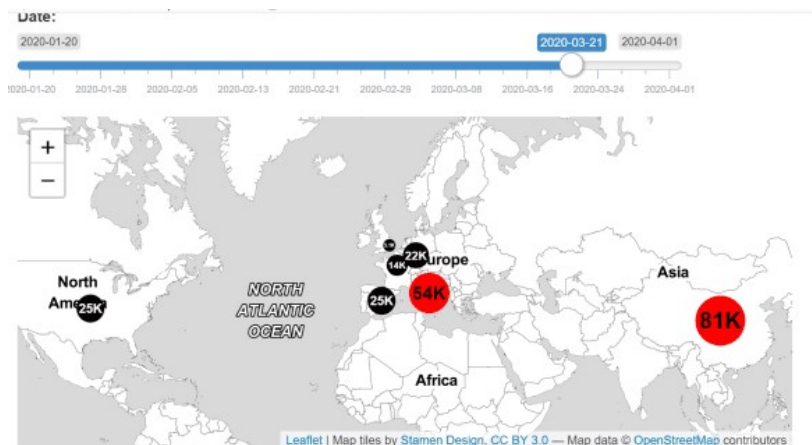 Date:
2020-01-20 2020-03-21 2020-04-01
2020-01-20 2020-01-28 2020-02-05 2020-02-13 2020-02-21 2020-02-29 2020-03-08 2020-03-16 2020-03-24 2020-04-01
+
−
22K
14K
Europe
North
America
25K
NORTH
ATLANTIC
OCEAN
25K
54K
Asia
81K
Africa
Leaflet | Map tiles by Stamen Design, CC BY 3.0 — Map data © OpenStreetMap contributors